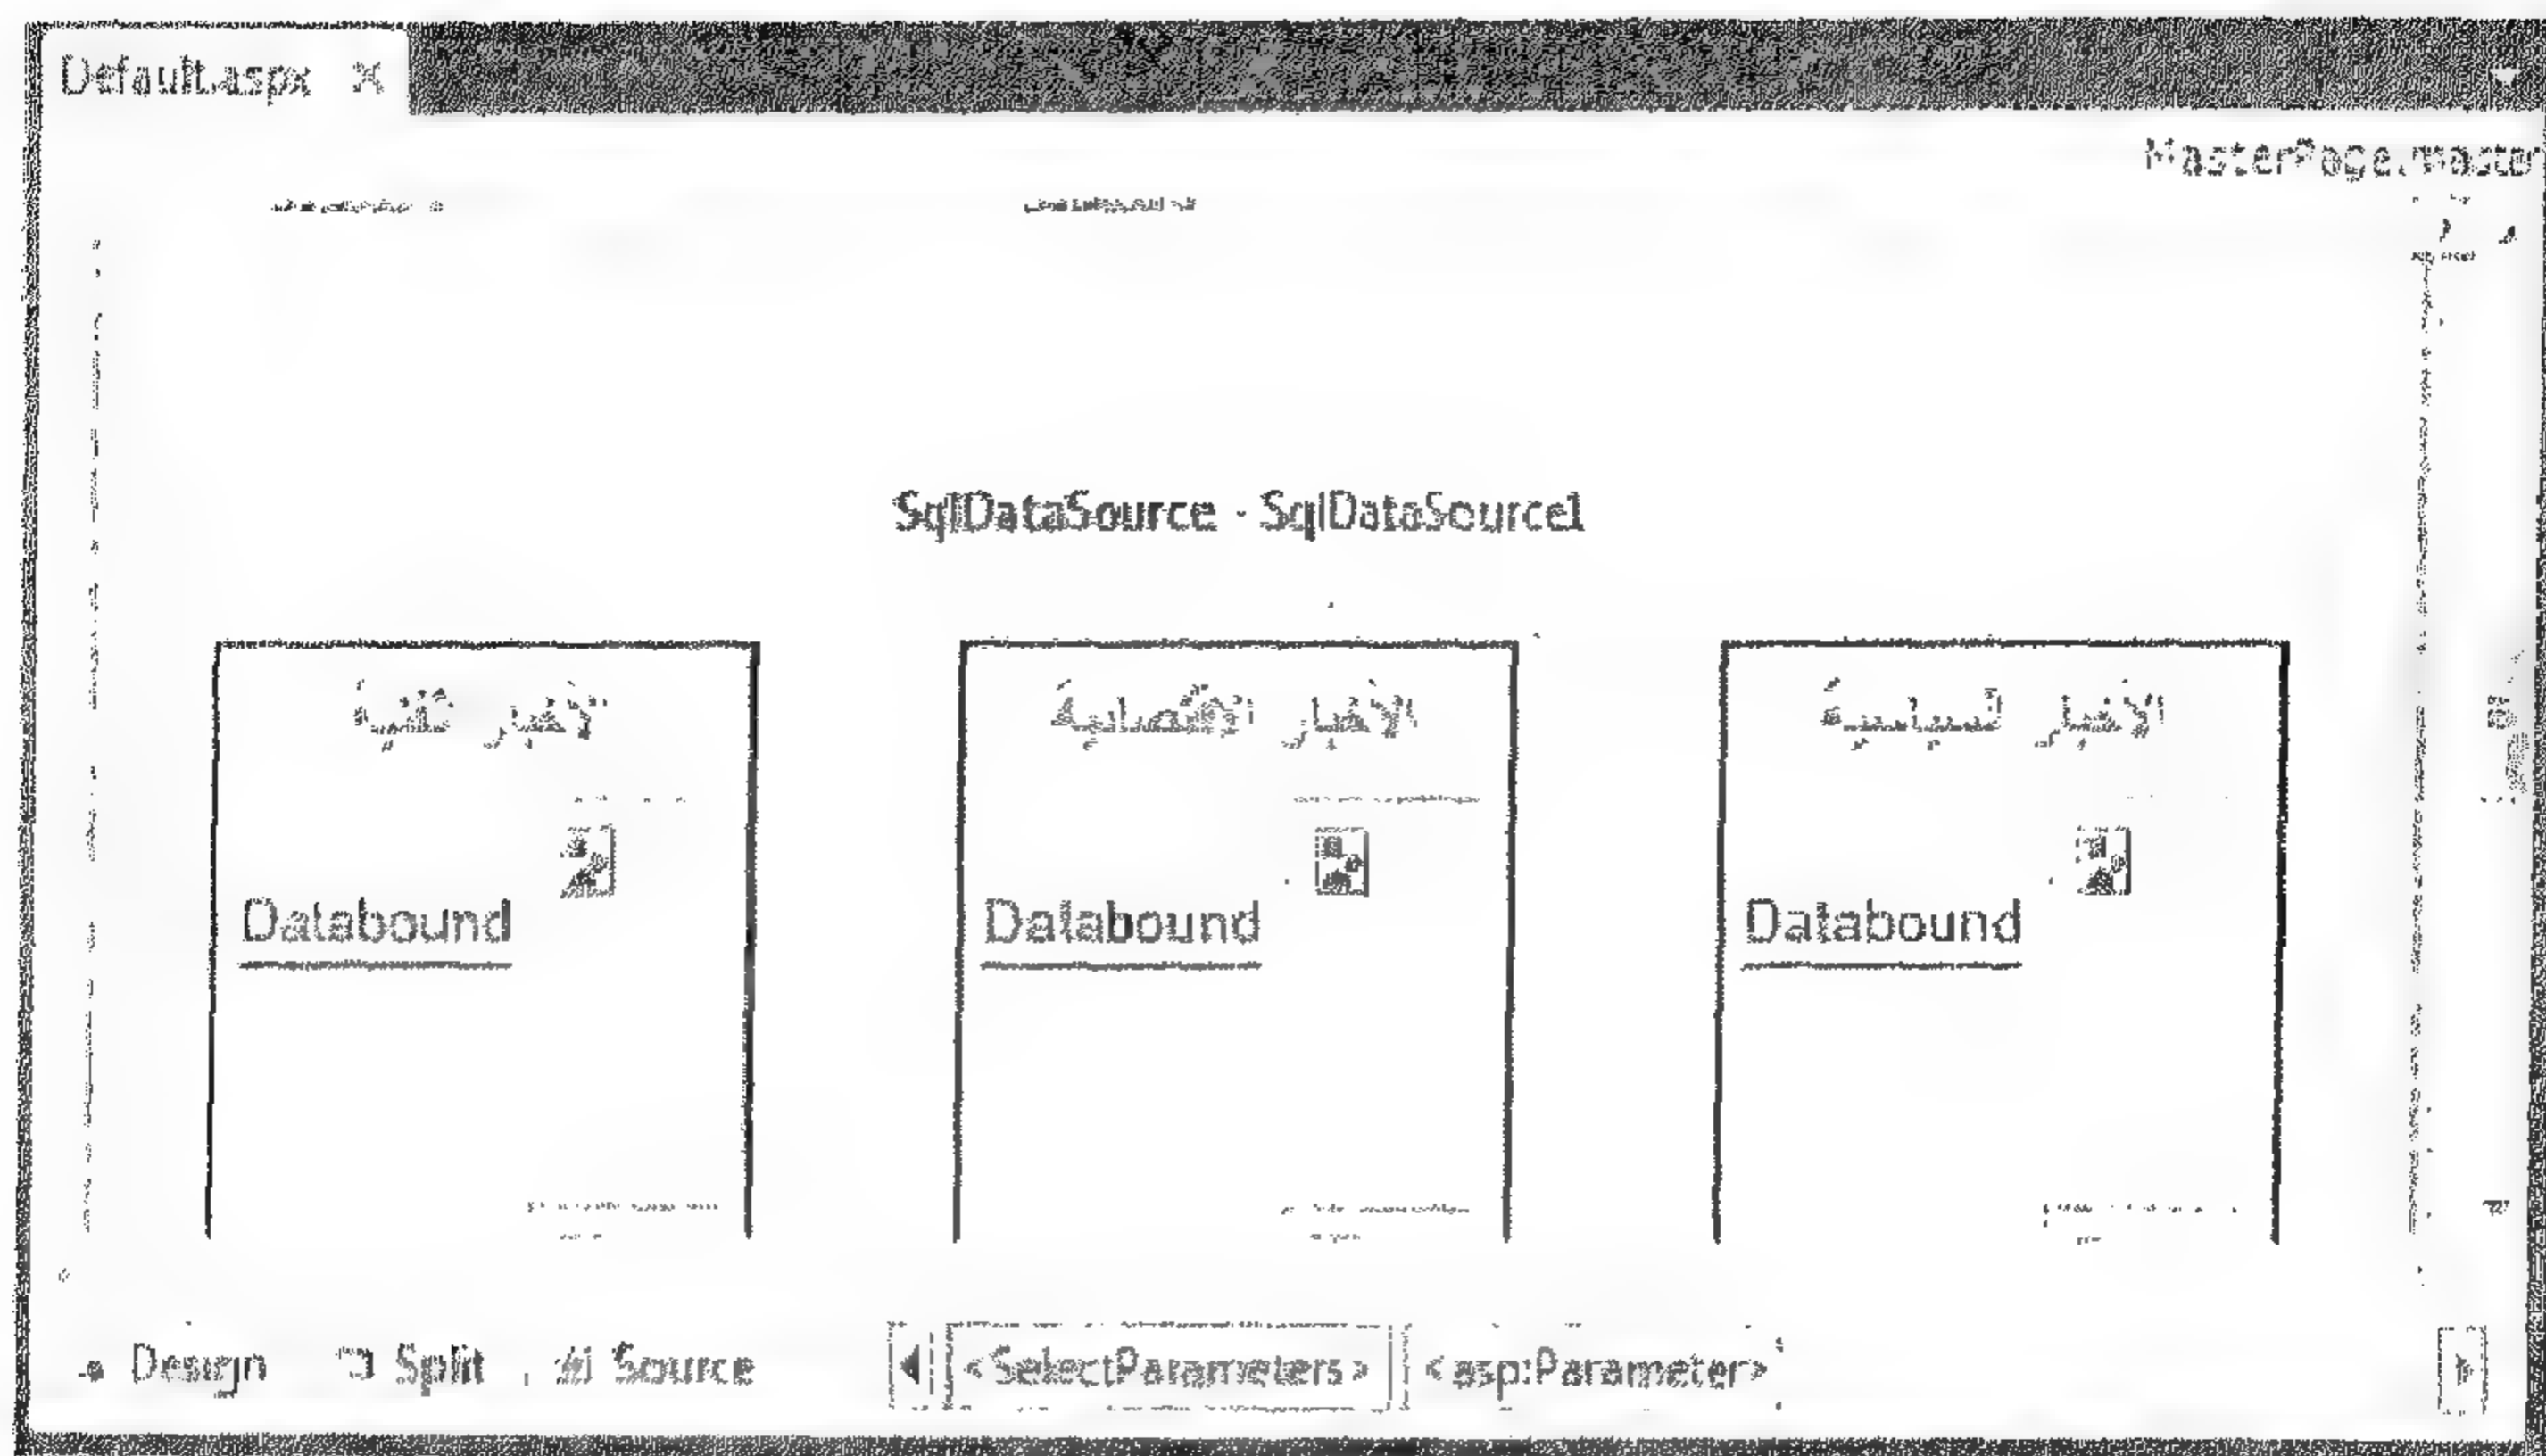 Default.aspx
MasterPage.master
SqlDataSource - SqlDataSource1
الأخبار الفنية الأخبار الاقتصادية الأخبار السياسية
Databound Databound Databound
Design Split Source <SelectParameters> <asp:Parameter>